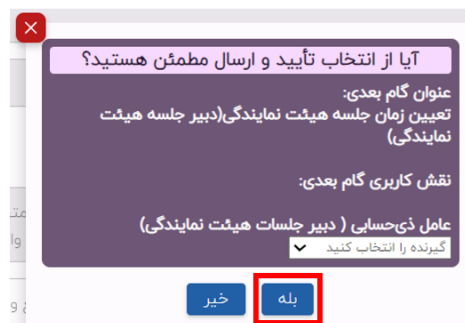 آیا از انتخاب تأیید و ارسال مطمئن هستید؟
عنوان گام بعدی:
تعیین زمان جلسه هیئت نمایندگی(دبیر جلسه هیئت
نمایندگی)
نقش کاربری گام بعدی:
عامل ذی‌حسابی ( دبیر جلسات هیئت نمایندگی)
گیرنده را انتخاب کنید
بله
خیر